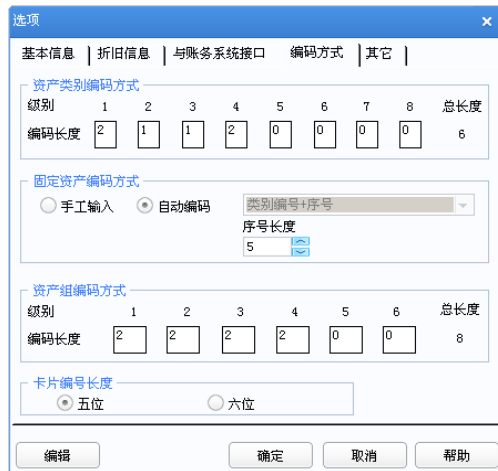 选项
基本信息 折旧信息 与账务系统接口 编码方式 其它
资产类别编码方式
级别 1 2 3 4 5 6 7 8 总长度
编码长度 2 1 1 2 0 0 0 0 6
固定资产编码方式
手工输入 自动编码 类别编号+序号
序号长度
5
资产组编码方式
级别 1 2 3 4 5 6 总长度
编码长度 2 2 2 2 0 0 8
卡片编号长度
五位 六位
编辑 确定 取消 帮助